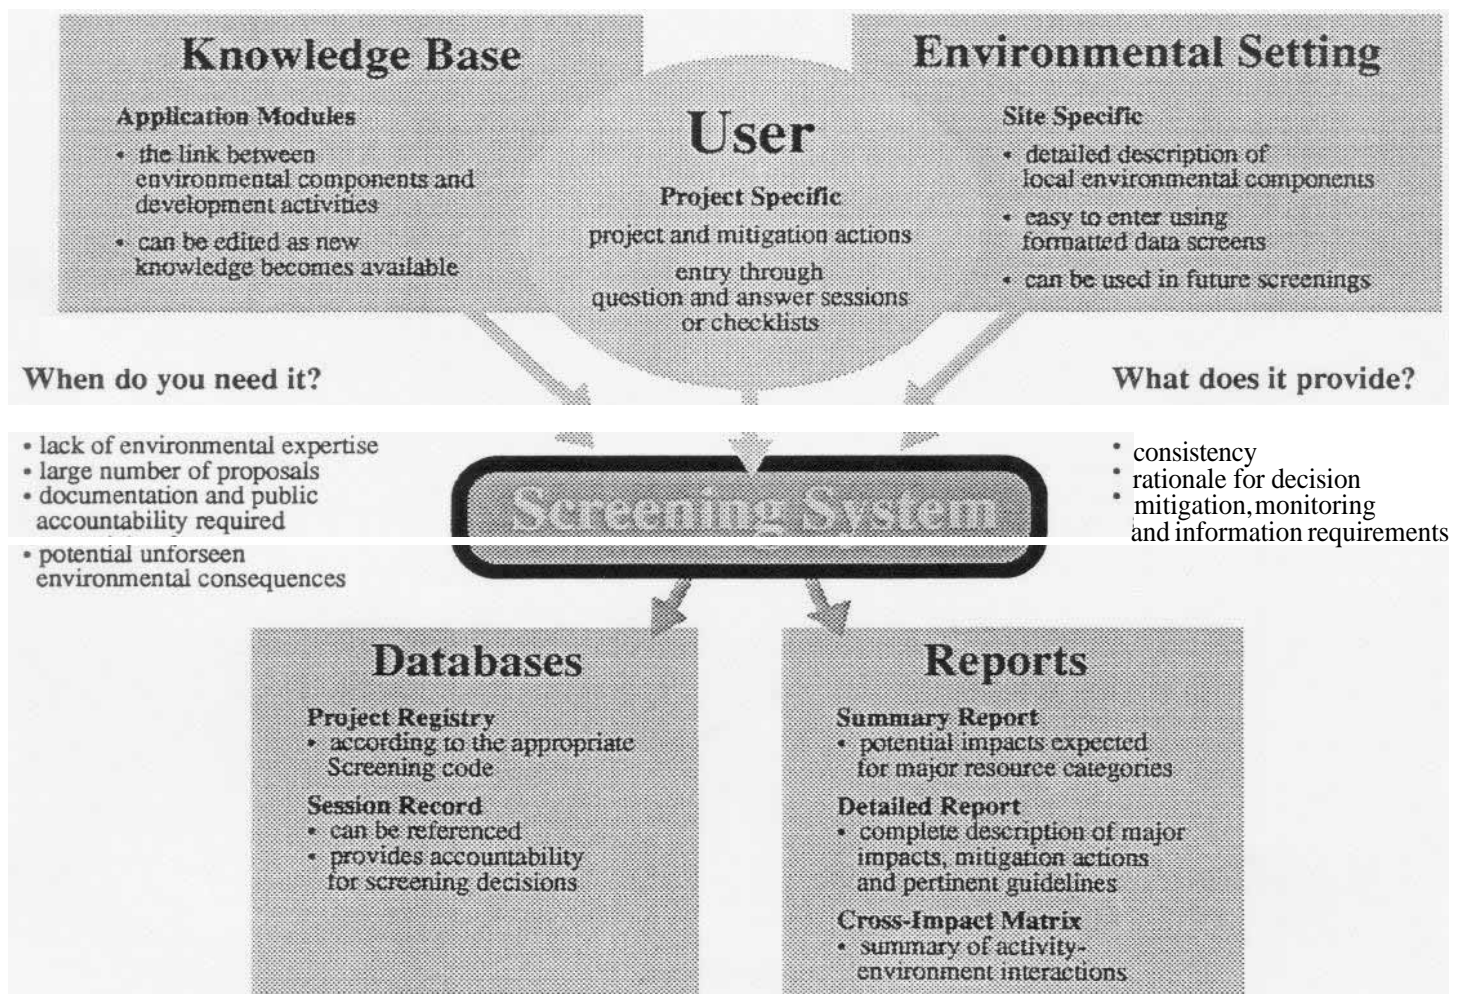 Knowledge Base
Application Modules
• the link between
environmental components and
development activities
• can be edited as new
knowledge becomes available
User
Project Specific
project and mitigation actions
entry through
question and answer sessions
or checklists
Environmental Setting
Site Specific
• detailed description of
local environmental components
• easy to enter using
formatted data screens
• can be used in future screenings
When do you need it?
• lack of environmental expertise
• large number of proposals
• documentation and public
accountability required
• potential unforseen
environmental consequences
What does it provide?
• consistency
• rationale for decision
• mitigation, monitoring
and information requirements
Screening System
Databases
Project Registry
• according to the appropriate
Screening code
Session Record
• can be referenced
• provides accountability
for screening decisions
Reports
Summary Report
• potential impacts expected
for major resource categories
Detailed Report
• complete description of major
impacts, mitigation actions
and pertinent guidelines
Cross-Impact Matrix
• summary of activity-
environment interactions